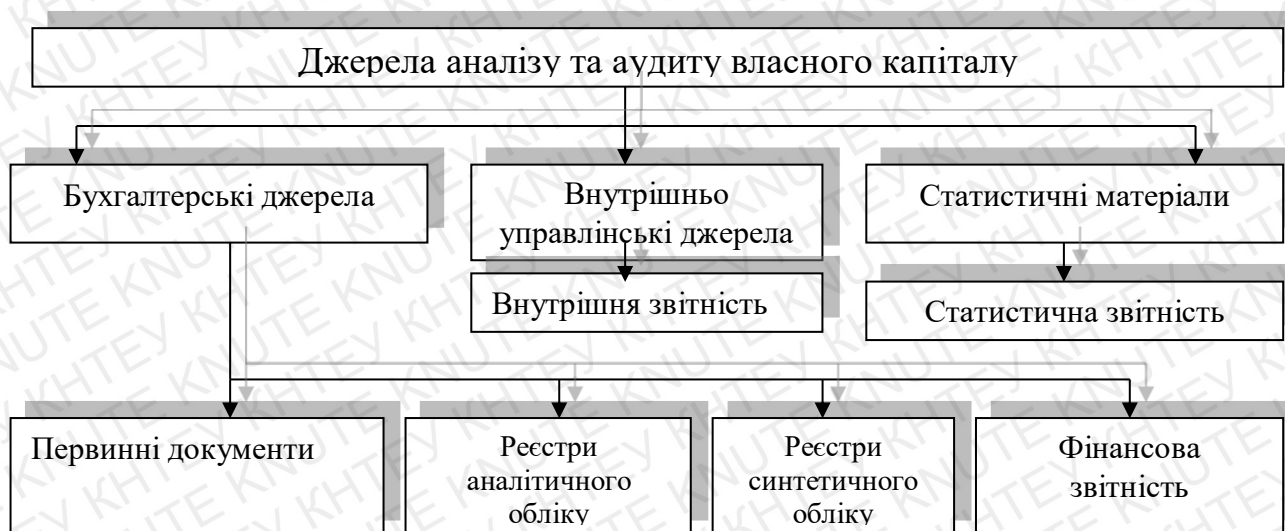 Джерела аналізу та аудиту власного капіталу
Бухгалтерські джерела
Внутрішньо
управлінські джерела
Статистичні матеріали
Внутрішня звітність
Статистична звітність
Первинні документи
Реєстри
аналітичного
обліку
Реєстри
синтетичного
обліку
Фінансова
звітність